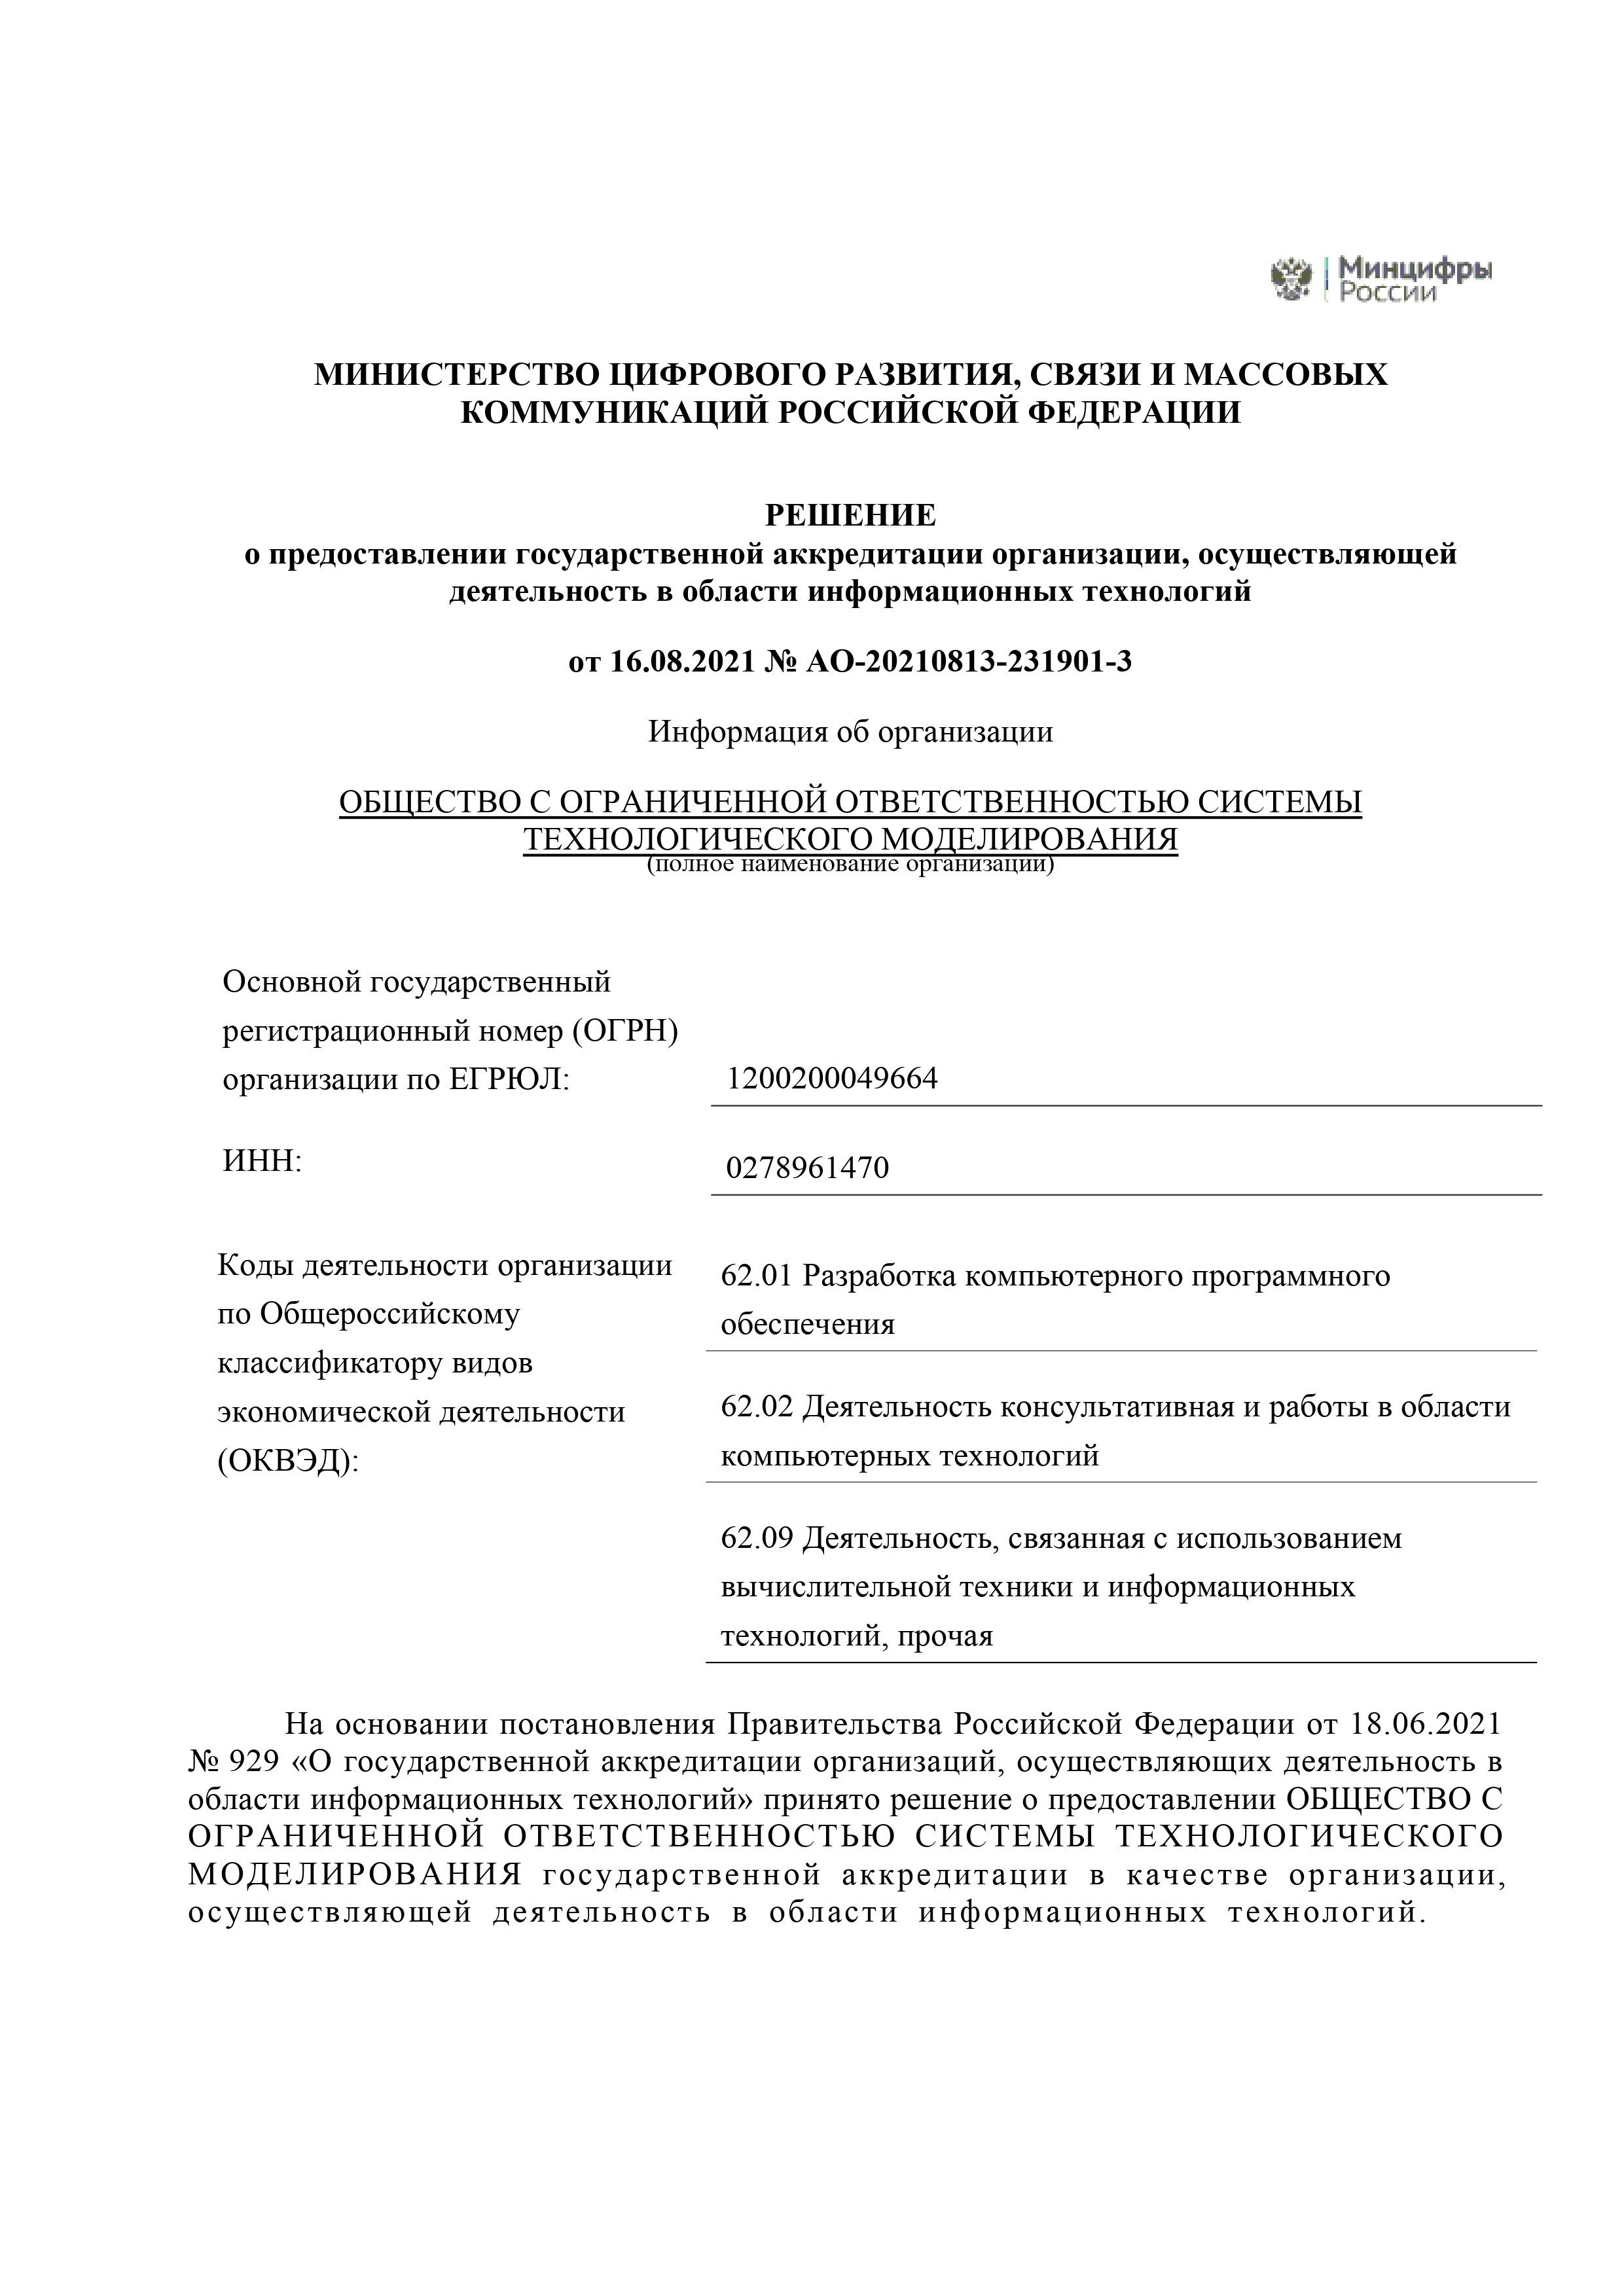 Минцифры
России
МИНИСТЕРСТВО ЦИФРОВОГО РАЗВИТИЯ, СВЯЗИ И МАССОВЫХ
КОММУНИКАЦИЙ РОССИЙСКОЙ ФЕДЕРАЦИИ
РЕШЕНИЕ
о предоставлении государственной аккредитации организации, осуществляющей
деятельность в области информационных технологий
от 16.08.2021 № АО-20210813-231901-3
Информация об организации
ОБЩЕСТВО С ОГРАНИЧЕННОЙ ОТВЕТСТВЕННОСТЬЮ СИСТЕМЫ
ТЕХНОЛОГИЧЕСКОГО МОДЕЛИРОВАНИЯ
(полное наименование организации)
Основной государственный
регистрационный номер (ОГРН)
организации по ЕГРЮЛ:
1200200049664
ИНН:
0278961470
Коды деятельности организации
по Общероссийскому
классификатору видов
экономической деятельности
(ОКВЭД):
62.01 Разработка компьютерного программного
обеспечения
62.02 Деятельность консультативная и работы в области
компьютерных технологий
62.09 Деятельность, связанная с использованием
вычислительной техники и информационных
технологий, прочая
На основании постановления Правительства Российской Федерации от 18.06.2021
№ 929 «О государственной аккредитации организаций, осуществляющих деятельность в
области информационных технологий» принято решение о предоставлении ОБЩЕСТВО С
ОГРАНИЧЕННОЙ ОТВЕТСТВЕННОСТЬЮ СИСТЕМЫ ТЕХНОЛОГИЧЕСКОГО
МОДЕЛИРОВАНИЯ государственной аккредитации в качестве организации,
осуществляющей деятельность в области информационных технологий.